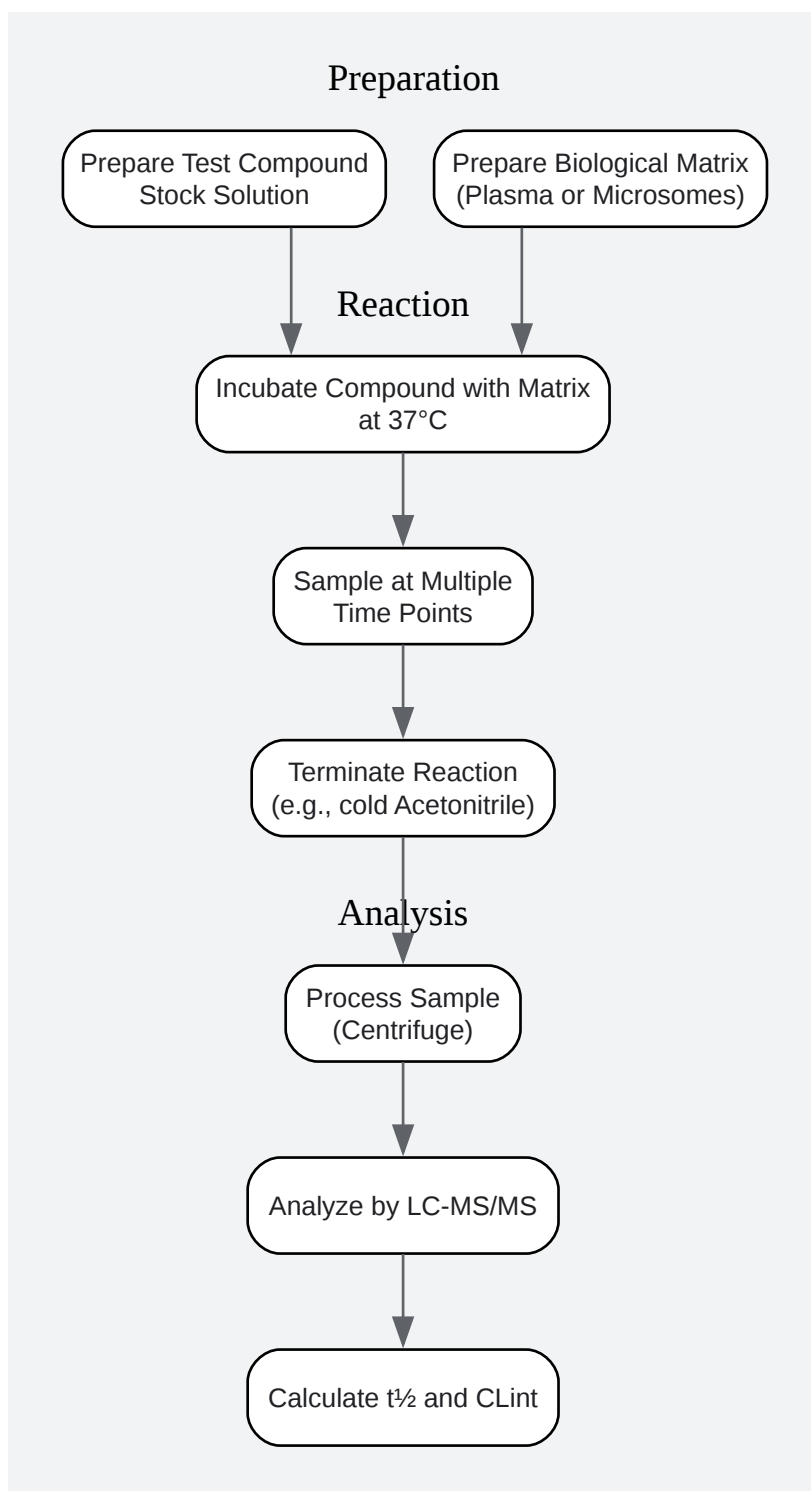 Preparation
Prepare Test Compound
Stock Solution
Prepare Biological Matrix
(Plasma or Microsomes)
Reaction
Incubate Compound with Matrix
at 37°C
Sample at Multiple
Time Points
Terminate Reaction
(e.g., cold Acetonitrile)
Analysis
Process Sample
(Centrifuge)
Analyze by LC-MS/MS
Calculate t½ and CLint